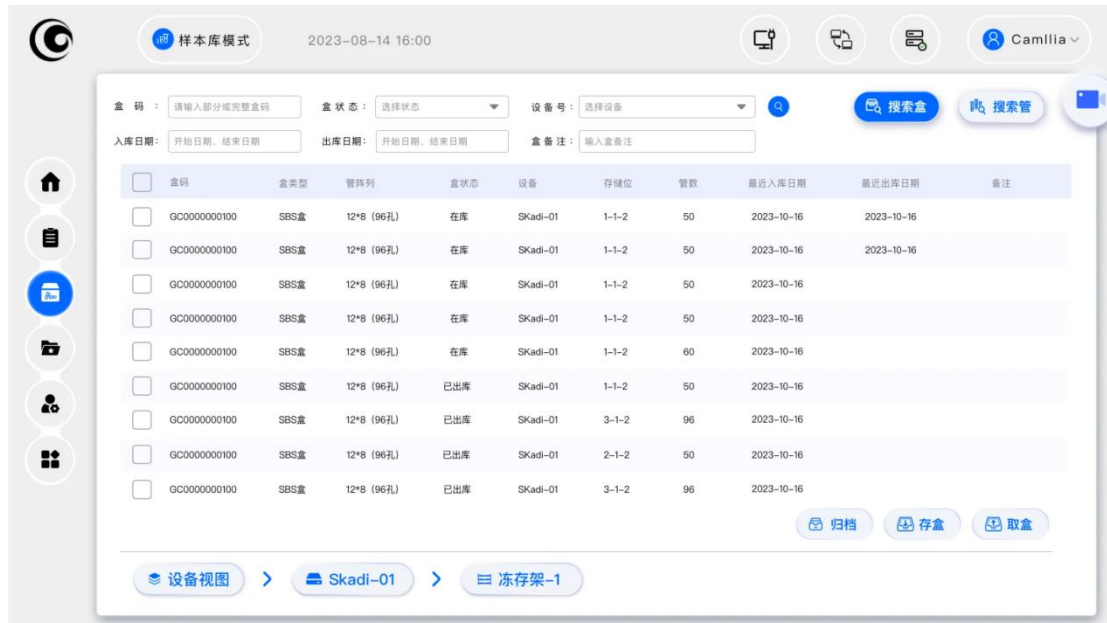 样本库模式 2023-08-14 16:00 Camllia
盒 码 : 请输入部分或完整盒码 盒状态: 选择状态 设备号: 选择设备 搜索盒 搜索管
入库日期: 开始日期、结束日期 出库日期: 开始日期、结束日期 盒备注: 输入盒备注
盒码 盒类型 管阵列 盒状态 设备 存储位 管数 最近入库日期 最近出库日期 备注
GC0000000100 SBS盒 12*8 (96孔) 在库 SKadi-01 1-1-2 50 2023-10-16 2023-10-16
GC0000000100 SBS盒 12*8 (96孔) 在库 SKadi-01 1-1-2 50 2023-10-16 2023-10-16
GC0000000100 SBS盒 12*8 (96孔) 在库 SKadi-01 1-1-2 50 2023-10-16
GC0000000100 SBS盒 12*8 (96孔) 在库 SKadi-01 1-1-2 50 2023-10-16
GC0000000100 SBS盒 12*8 (96孔) 在库 SKadi-01 1-1-2 60 2023-10-16
GC0000000100 SBS盒 12*8 (96孔) 已出库 SKadi-01 1-1-2 50 2023-10-16
GC0000000100 SBS盒 12*8 (96孔) 已出库 SKadi-01 3-1-2 96 2023-10-16
GC0000000100 SBS盒 12*8 (96孔) 已出库 SKadi-01 2-1-2 50 2023-10-16
GC0000000100 SBS盒 12*8 (96孔) 已出库 SKadi-01 3-1-2 96 2023-10-16
归档 存盒 取盒
设备视图 Skadi-01 冻存架-1